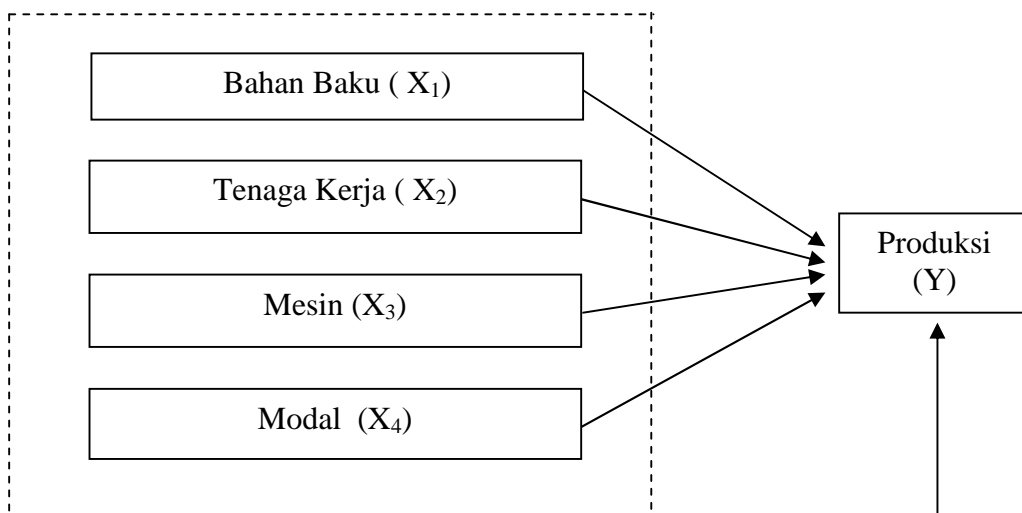 Bahan Baku ( X₁)
Tenaga Kerja ( X₂)
Mesin (X₃)
Modal (X₄)
Produksi
(Y)